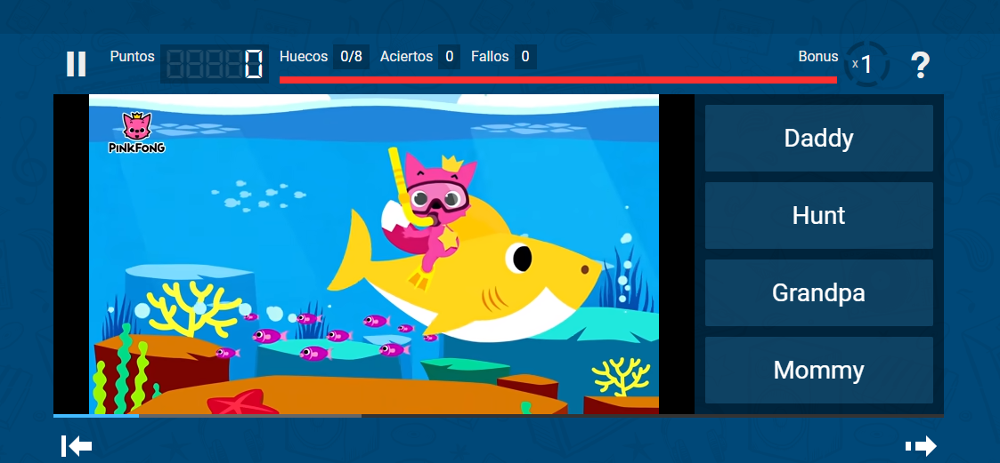 Puntos 0 Huecos 0/8 Aciertos 0 Fallos 0 Bonus x1 ?
PINKFONG
Daddy
Hunt
Grandpa
Mommy